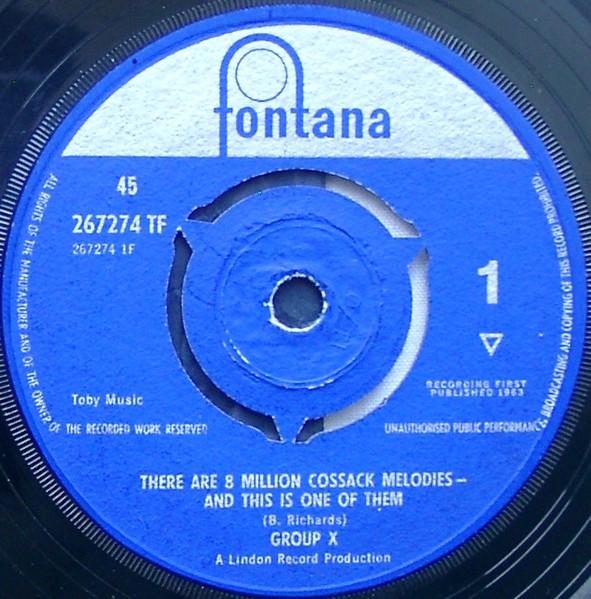 fontana
45
267274 TF
267274 1F
1
Toby Music
RECORDING FIRST
PUBLISHED 1963
ALL RIGHTS OF THE MANUFACTURER AND OF THE OWNER OF THE RECORDED WORK RESERVED
UNAUTHORISED PUBLIC PERFORMANCE, BROADCASTING AND COPYING OF THIS RECORD PROHIBITED.
THERE ARE 8 MILLION COSSACK MELODIES—
AND THIS IS ONE OF THEM
(B. Richards)
GROUP X
A Lindon Record Production